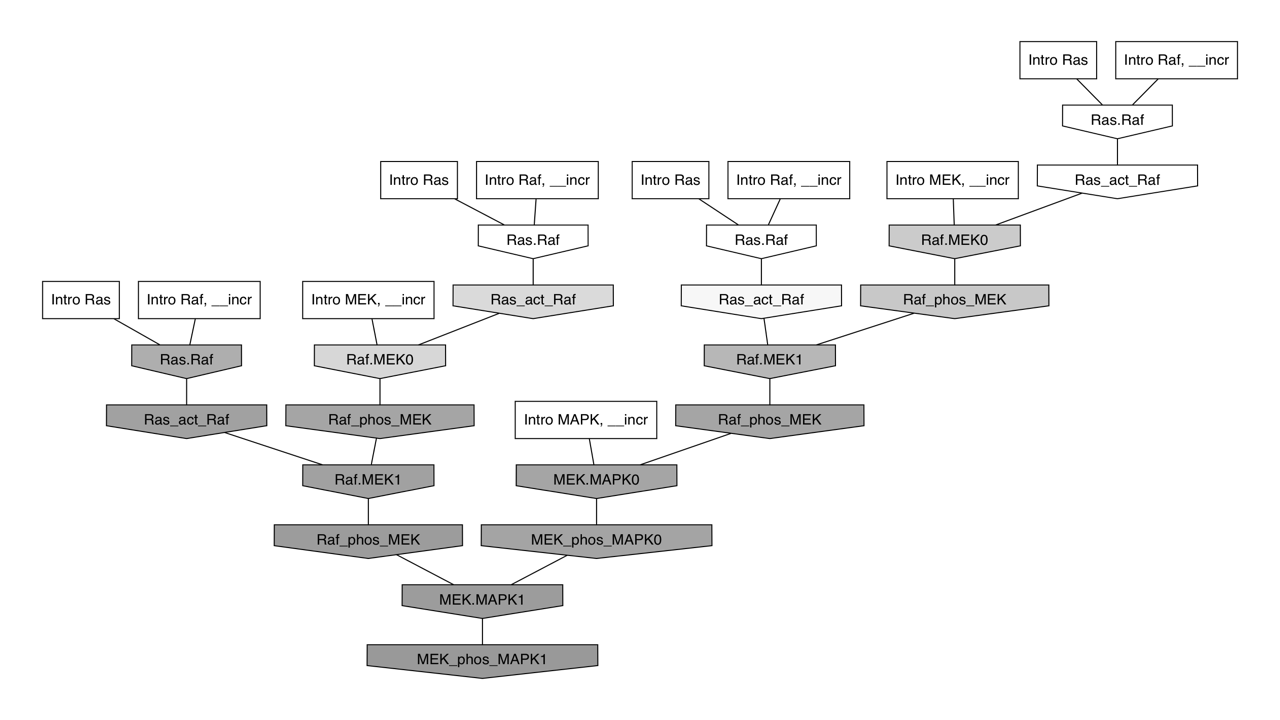 Intro Ras
Intro Raf, __incr
Ras.Raf
Intro Ras
Intro Raf, __incr
Intro Ras
Intro Raf, __incr
Intro MEK, __incr
Ras_act_Raf
Ras.Raf
Ras.Raf
Raf.MEK0
Intro Ras
Intro Raf, __incr
Intro MEK, __incr
Ras_act_Raf
Ras_act_Raf
Raf_phos_MEK
Ras.Raf
Raf.MEK0
Raf.MEK1
Ras_act_Raf
Raf_phos_MEK
Intro MAPK, __incr
Raf_phos_MEK
Raf.MEK1
MEK.MAPK0
Raf_phos_MEK
MEK_phos_MAPK0
MEK.MAPK1
MEK_phos_MAPK1